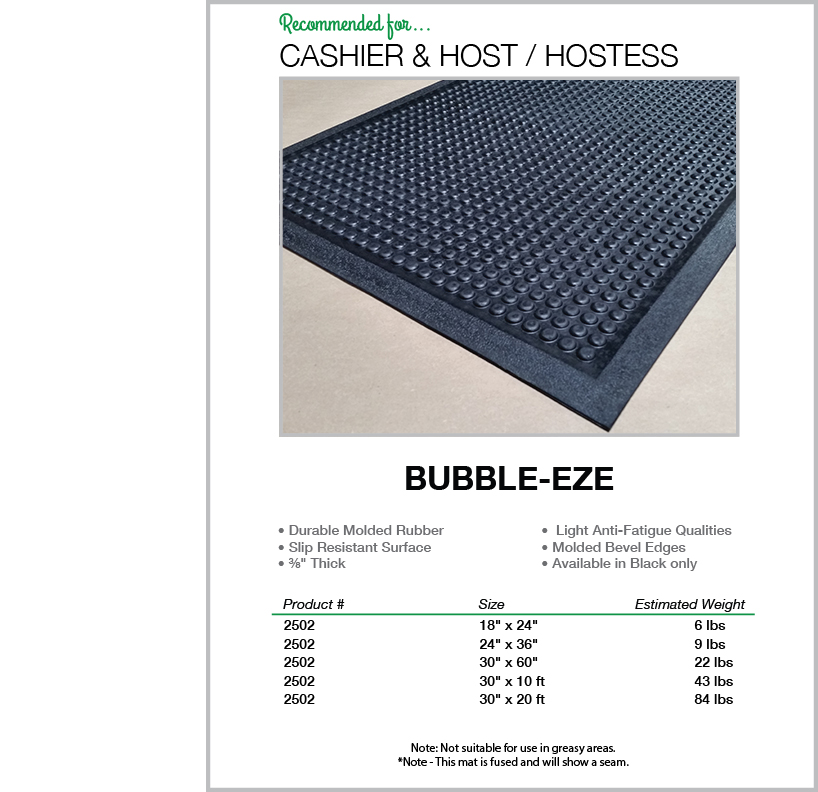 Recommended for...
CASHIER & HOST / HOSTESS
BUBBLE-EZE
• Durable Molded Rubber
• Slip Resistant Surface
• ⅜" Thick
• Light Anti-Fatigue Qualities
• Molded Bevel Edges
• Available in Black only
Product # Size Estimated Weight
2502 18" x 24" 6 lbs
2502 24" x 36" 9 lbs
2502 30" x 60" 22 lbs
2502 30" x 10 ft 43 lbs
2502 30" x 20 ft 84 lbs
Note: Not suitable for use in greasy areas.
*Note - This mat is fused and will show a seam.